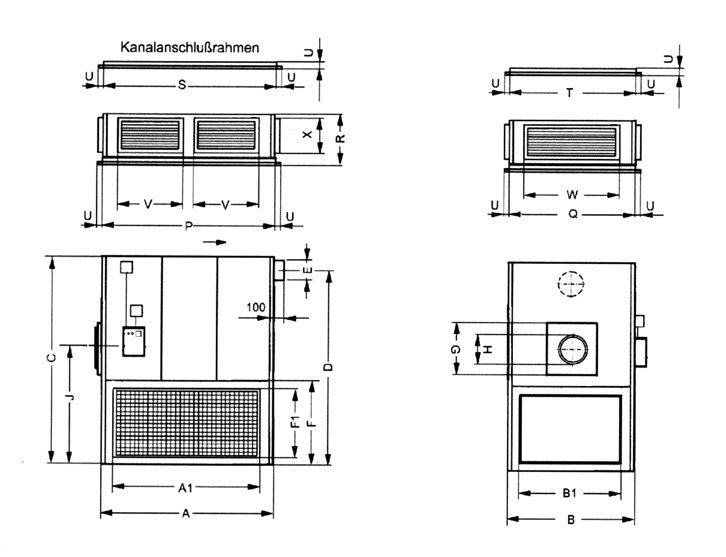 Kanalanschlußrahmen
U
U S U
X
R
V V
U P U
E
100
C
J
D
F1
F
A1
A
U
U T U
W
U Q U
G
H
B1
B